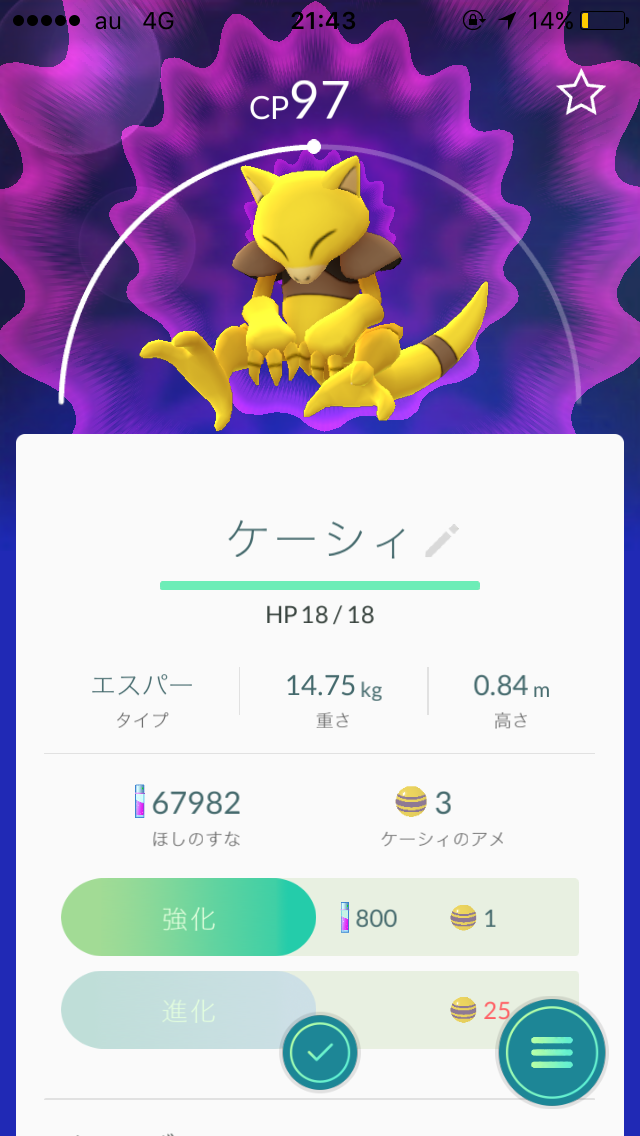 au 4G 21:43 14%
CP97
ケーシィ
HP 18 / 18
エスパー 14.75 kg 0.84 m
タイプ 重さ 高さ
67982 3
ほしのすな ケーシィのアメ
強化 800 1
進化 25